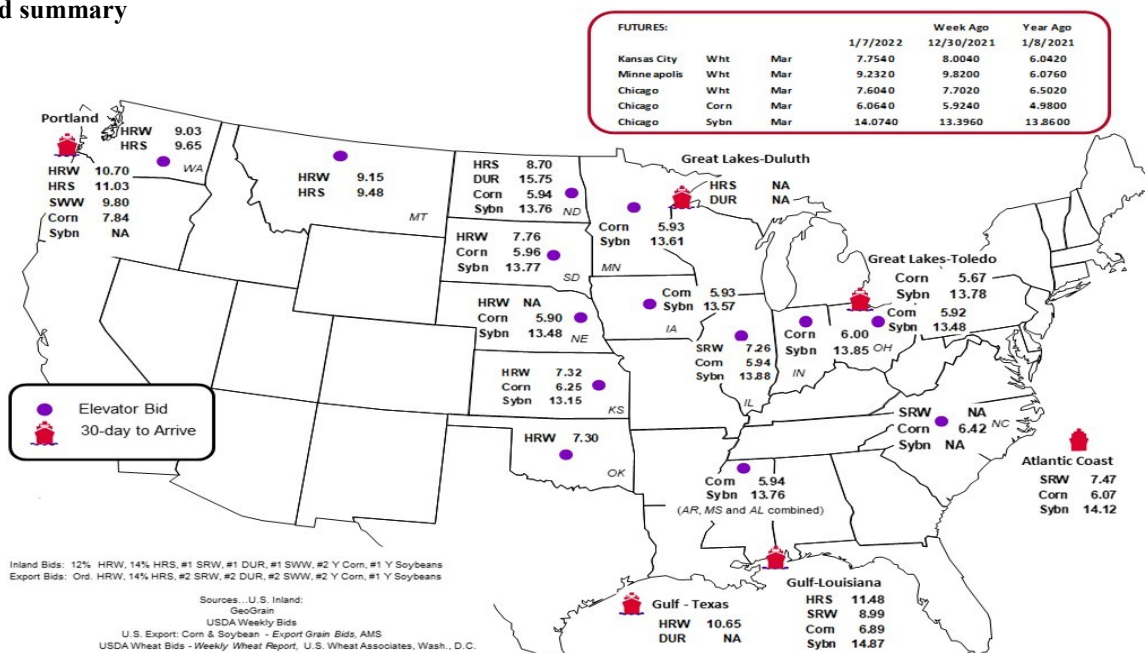 d summary
FUTURES: Week Ago Year Ago
1/7/2022 12/30/2021 1/8/2021
Kansas City Wht Mar 7.7540 8.0040 6.0420
Minneapolis Wht Mar 9.2320 9.8200 6.0760
Chicago Wht Mar 7.6040 7.7020 6.5020
Chicago Corn Mar 6.0640 5.9240 4.9800
Chicago Sybn Mar 14.0740 13.3960 13.8600
Portland
HRW 10.70
HRS 11.03
SWW 9.80
Corn 7.84
Sybn NA
HRW 9.03
HRS 9.65
WA
HRW 9.15
HRS 9.48
MT
HRS 8.70
DUR 15.75
Corn 5.94
Sybn 13.76 ND
Great Lakes-Duluth
HRS NA
DUR NA
Corn 5.93
Sybn 13.61
MN
HRW 7.76
Corn 5.96
Sybn 13.77
SD
Great Lakes-Toledo
Corn 5.67
Sybn 13.78
Corn 5.92
Sybn 13.48
OH
HRW NA
Corn 5.90
Sybn 13.48 NE
Corn 5.93
Sybn 13.57
IA
SRW 7.26
Corn 5.94
Sybn 13.88
IL
Corn 6.00
Sybn 13.85
IN
HRW 7.32
Corn 6.25
Sybn 13.15
KS
Elevator Bid
30-day to Arrive
HRW 7.30
OK
SRW NA
Corn 6.42 NC
Sybn NA
Atlantic Coast
SRW 7.47
Corn 6.07
Sybn 14.12
Corn 5.94
Sybn 13.76
(AR, MS and AL combined)
Gulf-Louisiana
HRS 11.48
SRW 8.99
Corn 6.89
Sybn 14.87
Gulf - Texas
HRW 10.65
DUR NA
Inland Bids: 12% HRW, 14% HRS, #1 SRW, #1 DUR, #1 SWW, #2 Y Corn, #1 Y Soybeans
Export Bids: Ord. HRW, 14% HRS, #2 SRW, #2 DUR, #2 SWW, #2 Y Corn, #1 Y Soybeans
Sources...U.S. Inland:
GeoGrain
USDA Weekly Bids
U.S. Export: Corn & Soybean - Export Grain Bids, AMS
USDA Wheat Bids - Weekly Wheat Report, U.S. Wheat Associates, Wash., D.C.